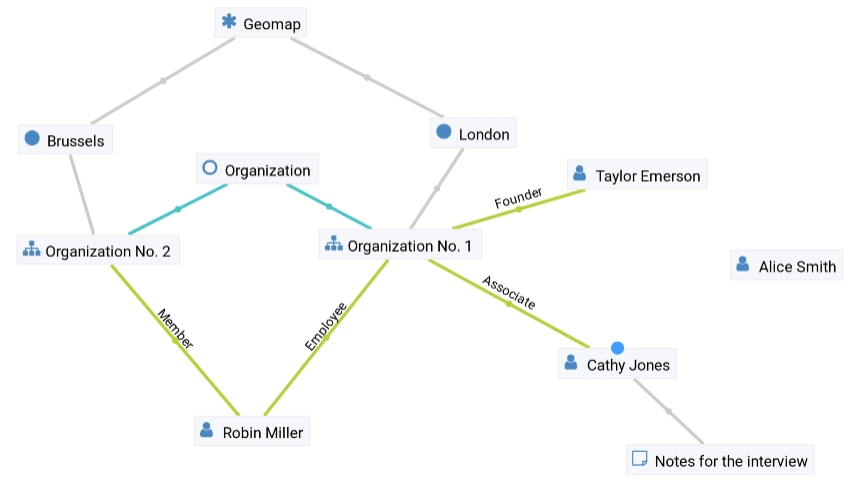 Geomap
Brussels
London
Organization
Taylor Emerson
Founder
Organization No. 2
Organization No. 1
Alice Smith
Associate
Member
Employee
Cathy Jones
Robin Miller
Notes for the interview